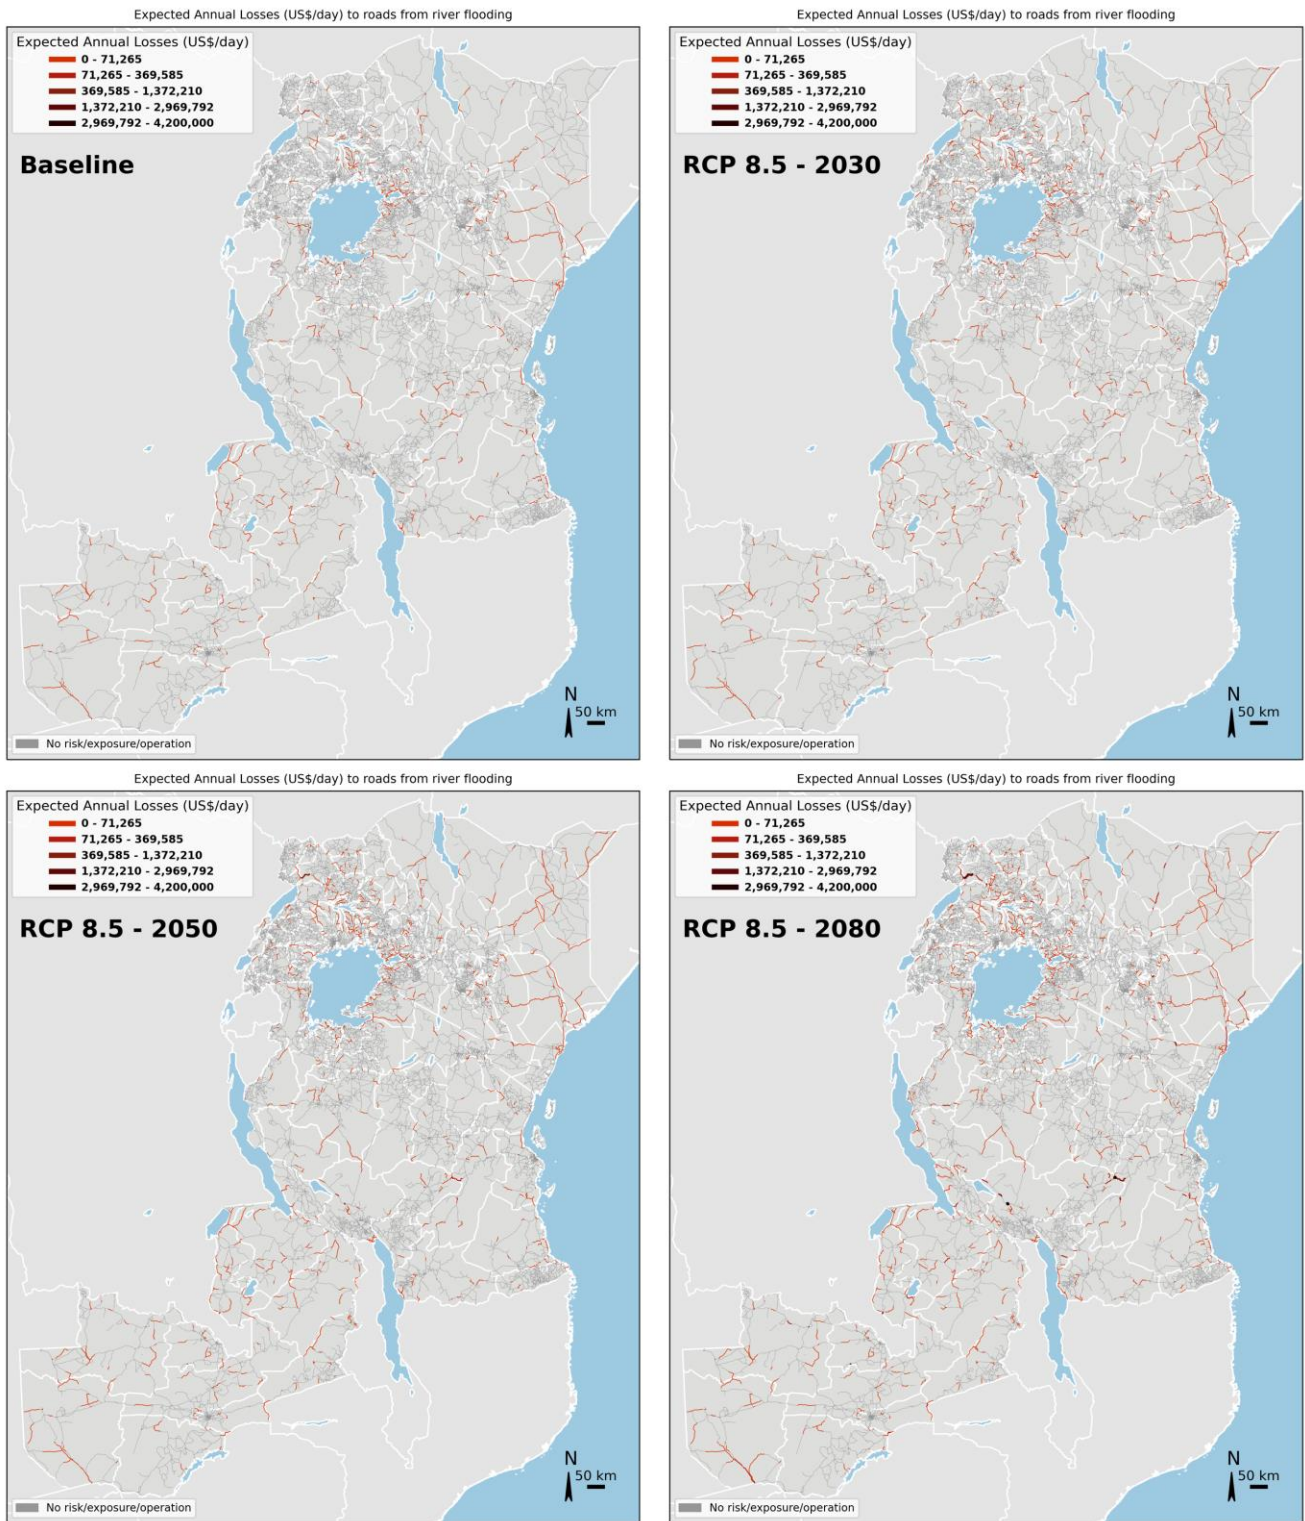 Expected Annual Losses (US$/day) to roads from river flooding
Expected Annual Losses (US$/day)
0 - 71,265
71,265 - 369,585
369,585 - 1,372,210
1,372,210 - 2,969,792
2,969,792 - 4,200,000
Baseline
N
50 km
No risk/exposure/operation
Expected Annual Losses (US$/day) to roads from river flooding
Expected Annual Losses (US$/day)
0 - 71,265
71,265 - 369,585
369,585 - 1,372,210
1,372,210 - 2,969,792
2,969,792 - 4,200,000
RCP 8.5 - 2030
N
50 km
No risk/exposure/operation
Expected Annual Losses (US$/day) to roads from river flooding
Expected Annual Losses (US$/day)
0 - 71,265
71,265 - 369,585
369,585 - 1,372,210
1,372,210 - 2,969,792
2,969,792 - 4,200,000
RCP 8.5 - 2050
N
50 km
No risk/exposure/operation
Expected Annual Losses (US$/day) to roads from river flooding
Expected Annual Losses (US$/day)
0 - 71,265
71,265 - 369,585
369,585 - 1,372,210
1,372,210 - 2,969,792
2,969,792 - 4,200,000
RCP 8.5 - 2080
N
50 km
No risk/exposure/operation